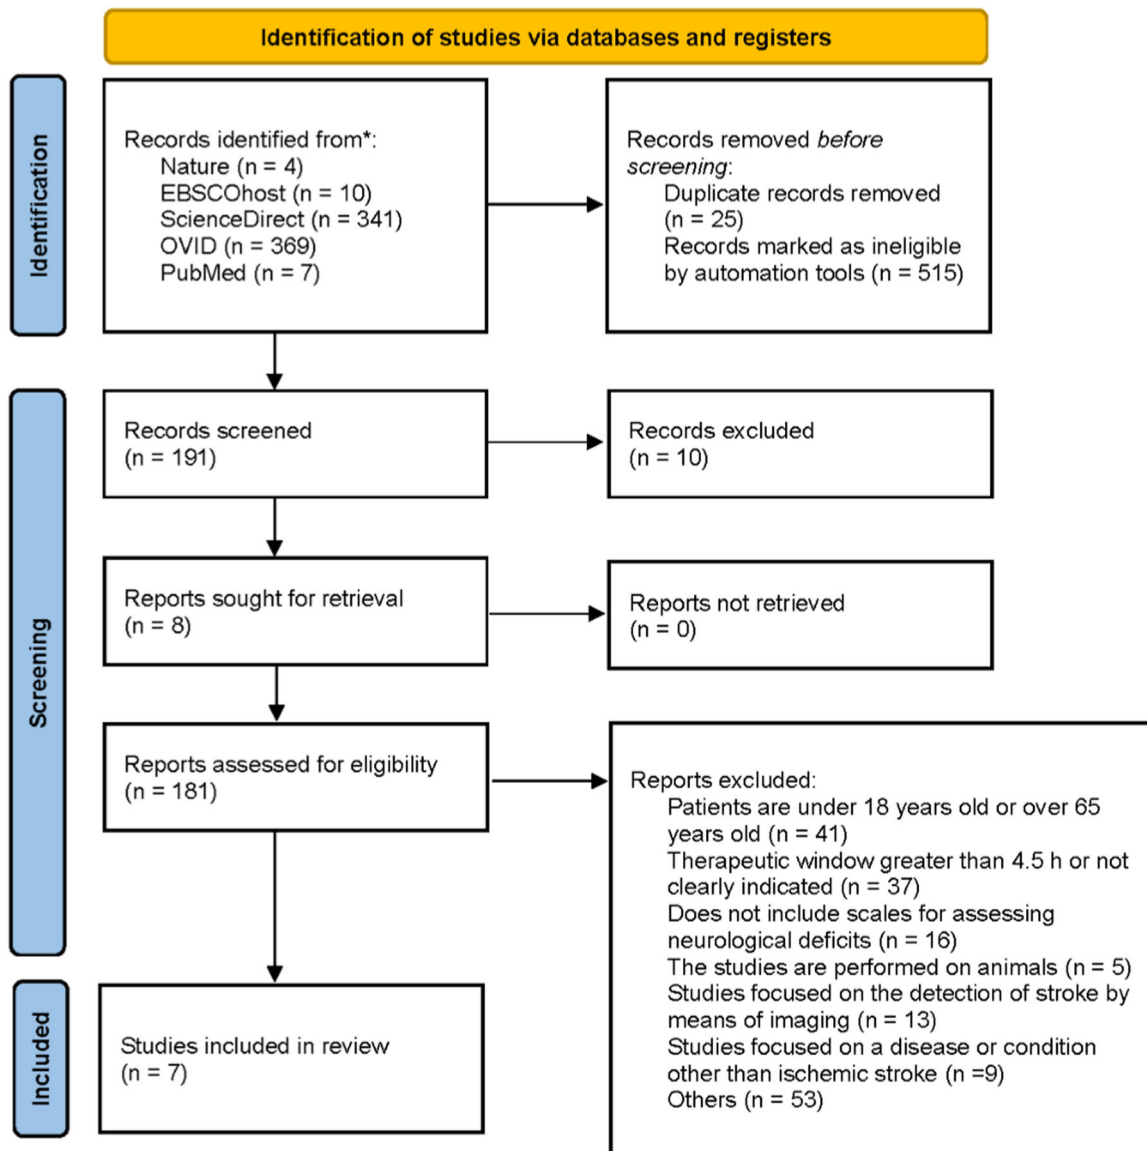 Identification of studies via databases and registers
Identification
Records identified from*:
Nature (n = 4)
EBSCOhost (n = 10)
ScienceDirect (n = 341)
OVID (n = 369)
PubMed (n = 7)
Records removed before
screening:
Duplicate records removed
(n = 25)
Records marked as ineligible
by automation tools (n = 515)
Screening
Records screened
(n = 191)
Records excluded
(n = 10)
Reports sought for retrieval
(n = 8)
Reports not retrieved
(n = 0)
Reports assessed for eligibility
(n = 181)
Reports excluded:
Patients are under 18 years old or over 65
years old (n = 41)
Therapeutic window greater than 4.5 h or not
clearly indicated (n = 37)
Does not include scales for assessing
neurological deficits (n = 16)
The studies are performed on animals (n = 5)
Studies focused on the detection of stroke by
means of imaging (n = 13)
Studies focused on a disease or condition
other than ischemic stroke (n =9)
Others (n = 53)
Included
Studies included in review
(n = 7)